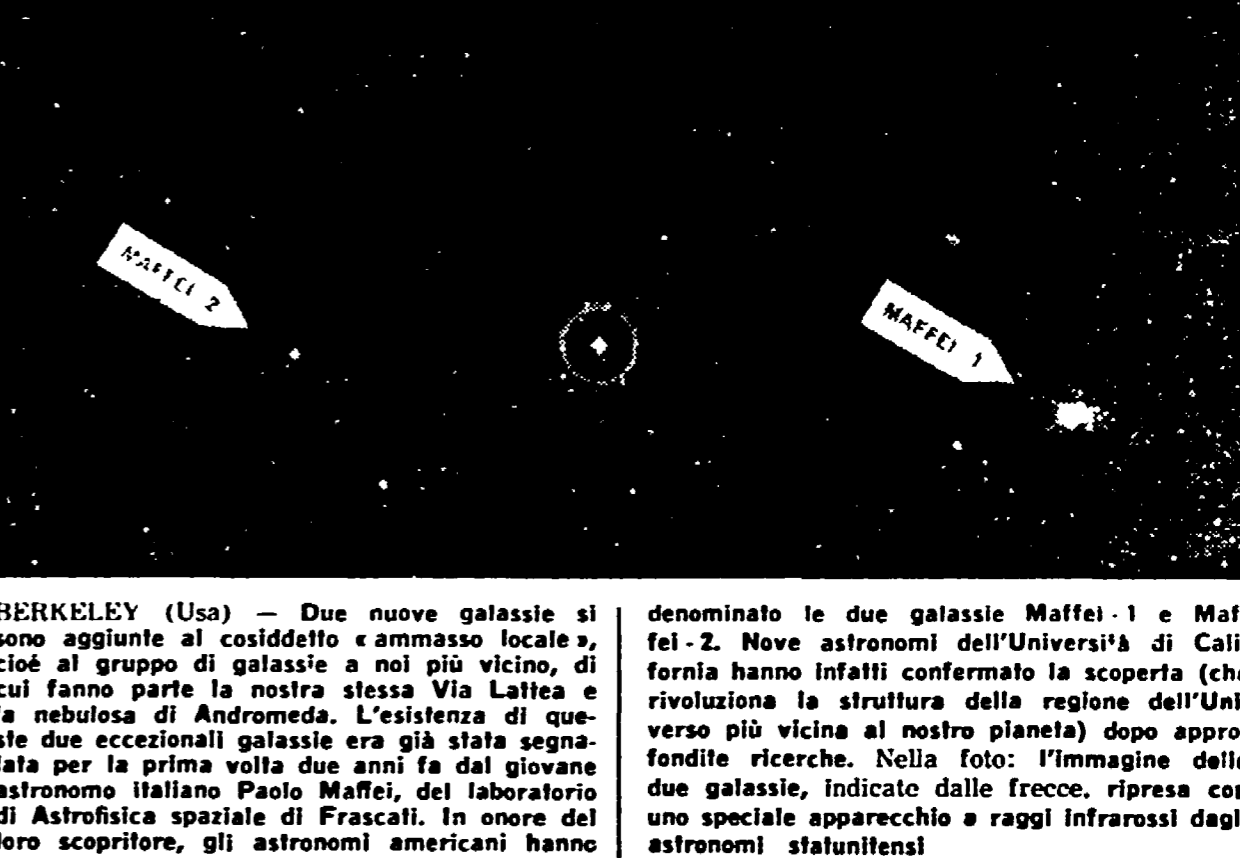 MAFFEI 2
MAFFEI 1
BERKELEY (Usa) — Due nuove galassie si
sono aggiunte al cosiddetto « ammasso locale »,
cioé al gruppo di galassie a noi più vicino, di
cui fanno parte la nostra stessa Via Lattea e
la nebulosa di Andromeda. L'esistenza di que-
ste due eccezionali galassie era già stata segna-
lata per la prima volta due anni fa dal giovane
astronomo italiano Paolo Maffei, del laboratorio
di Astrofisica spaziale di Frascati. In onore del
loro scopritore, gli astronomi americani hanno
denominato le due galassie Maffei - 1 e Maf
fei - 2. Nove astronomi dell'Università di Cali
fornia hanno infatti confermato la scoperta (che
rivoluziona la struttura della regione dell'Uni
verso più vicina al nostro pianeta) dopo appro
fondite ricerche. Nella foto: l'immagine delle
due galassie, indicate dalle frecce, ripresa con
uno speciale apparecchio a raggi infrarossi dagli
astronomi statunitensi